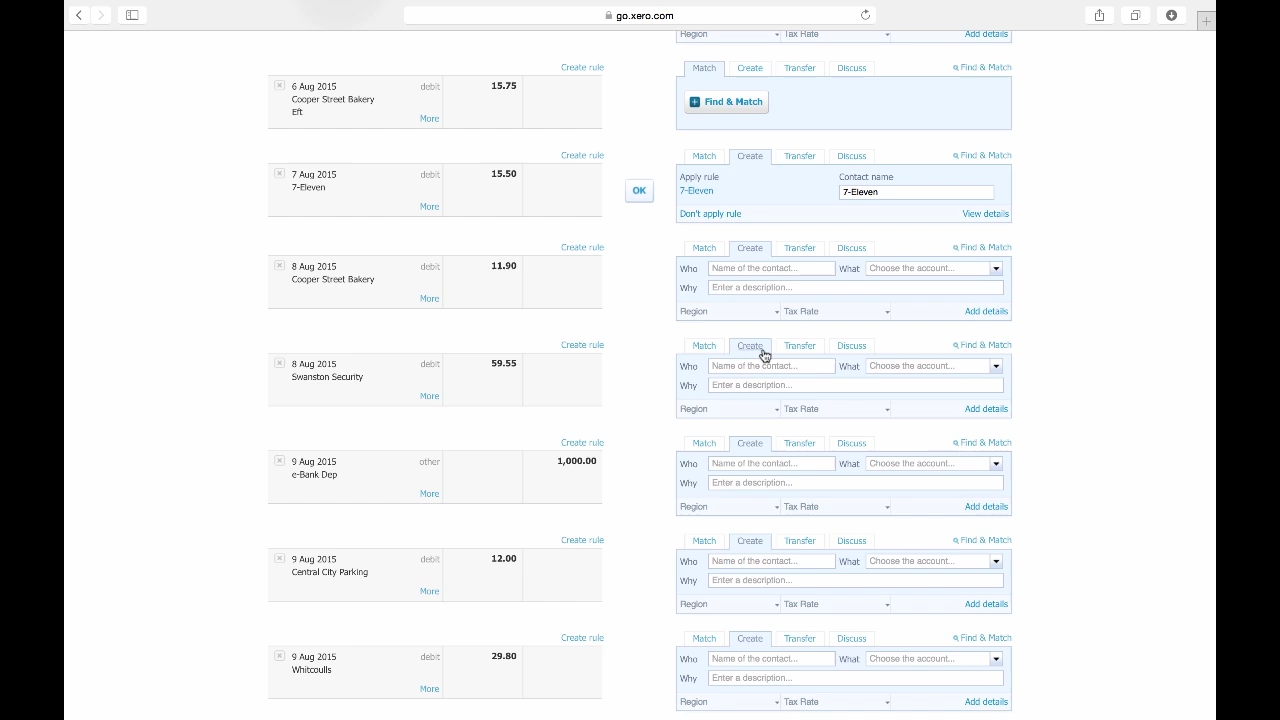 go.xero.com
Region Tax Rate Add details
Create rule Match Create Transfer Discuss Find & Match
6 Aug 2015 debit 15.75
Cooper Street Bakery
Eft
More
Find & Match
Create rule Match Create Transfer Discuss Find & Match
7 Aug 2015 debit 15.50
7-Eleven
More
OK
Apply rule Contact name
7-Eleven 7-Eleven
Don't apply rule View details
Create rule Match Create Transfer Discuss Find & Match
8 Aug 2015 debit 11.90
Cooper Street Bakery
More
Who Name of the contact... What Choose the account...
Why Enter a description...
Region Tax Rate Add details
Create rule Match Create Transfer Discuss Find & Match
8 Aug 2015 debit 59.55
Swanston Security
More
Who Name of the contact... What Choose the account...
Why Enter a description...
Region Tax Rate Add details
Create rule Match Create Transfer Discuss Find & Match
9 Aug 2015 other 1,000.00
e-Bank Dep
More
Who Name of the contact... What Choose the account...
Why Enter a description...
Region Tax Rate Add details
Create rule Match Create Transfer Discuss Find & Match
9 Aug 2015 debit 12.00
Central City Parking
More
Who Name of the contact... What Choose the account...
Why Enter a description...
Region Tax Rate Add details
Create rule Match Create Transfer Discuss Find & Match
9 Aug 2015 debit 29.80
Whitcoulls
More
Who Name of the contact... What Choose the account...
Why Enter a description...
Region Tax Rate Add details